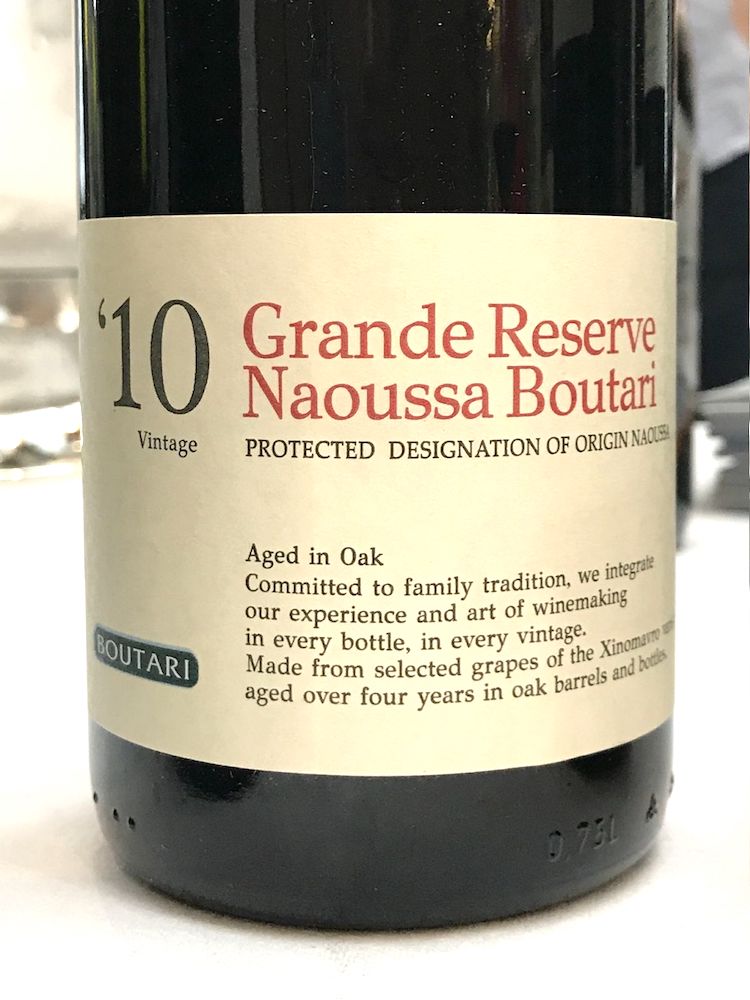 ‘10
Vintage
Grande Reserve
Naoussa Boutari
PROTECTED DESIGNATION OF ORIGIN NAOUSSA
Aged in Oak
Committed to family tradition, we integrate
our experience and art of winemaking
in every bottle, in every vintage.
Made from selected grapes of the Xinomavro
aged over four years in oak barrels and bottles.
BOUTARI
0,75L